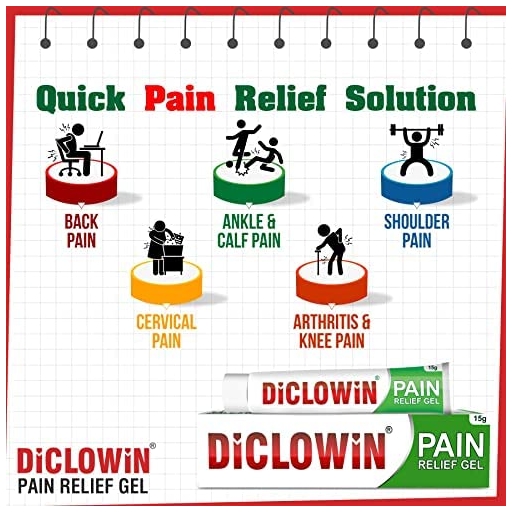 Quick Pain Relief Solution
BACK
PAIN
ANKLE &
CALF PAIN
SHOULDER
PAIN
CERVICAL
PAIN
ARTHRITIS &
KNEE PAIN
15g
DiCLOWiN PAIN
RELIEF GEL
15g
DiCLOWiN® PAIN
RELIEF GEL
DiCLOWiN®
PAIN RELIEF GEL